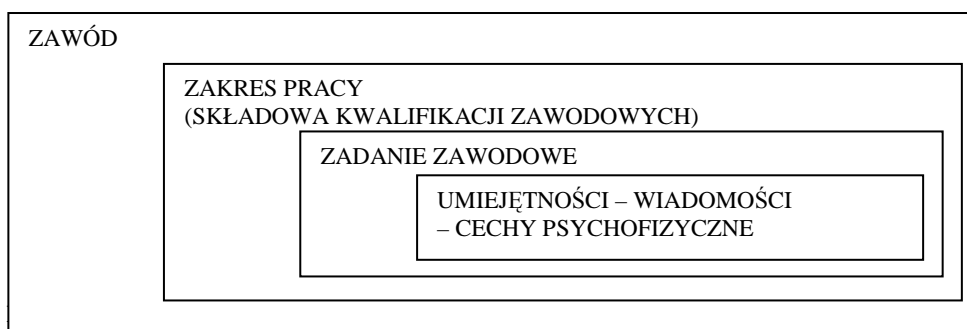 ZAWÓD
ZAKRES PRACY
(SKŁADOWA KWALIFIKACJI ZAWODOWYCH)
ZADANIE ZAWODOWE
UMIEJĘTNOŚCI – WIADOMOŚCI
– CECHY PSYCHOFIZYCZNE